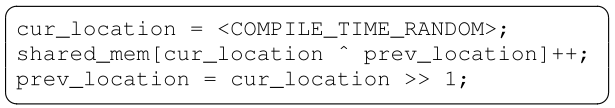 cur_location = <COMPILE_TIME_RANDOM>;
shared_mem[cur_location ^ prev_location]++;
prev_location = cur_location >> 1;